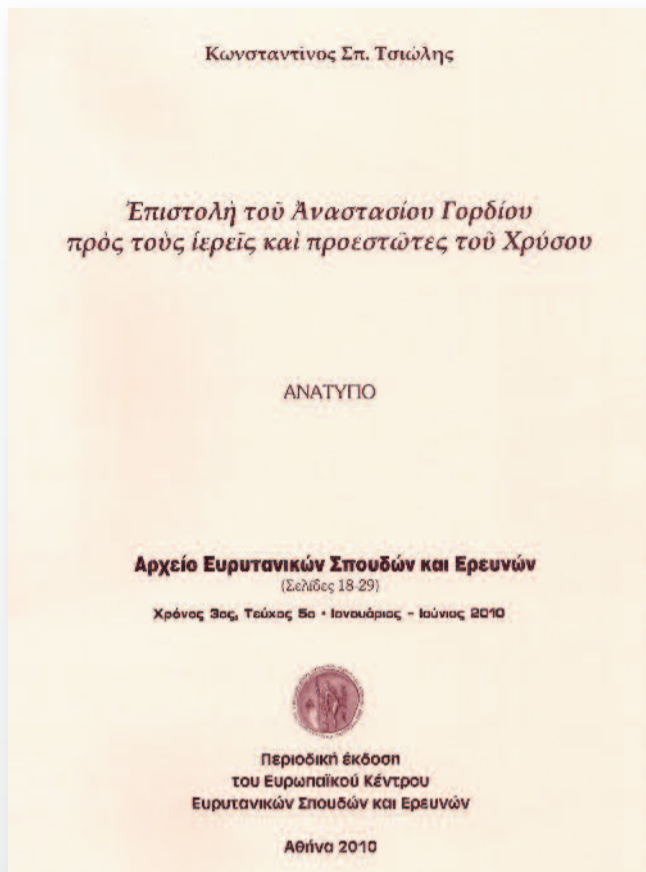 Κωνσταντῖνος Σπ. Τσιώλης
Ἐπιστολὴ τοῦ Ἀναστασίου Γορδίου
πρὸς τοὺς ἱερεῖς καὶ προεστῶτες τοῦ Χρύσου
ΑΝΑΤΥΠΟ
Αρχείο Ευρυτανικών Σπουδών και Ερευνών
(Σελίδες 18-29)
Χρόνος 3ος, Τεύχος 5ο • Ιανουάριος - Ιούνιος 2010
Περιοδική έκδοση
του Ευρωπαϊκού Κέντρου
Ευρυτανικών Σπουδών και Ερευνών
Αθήνα 2010